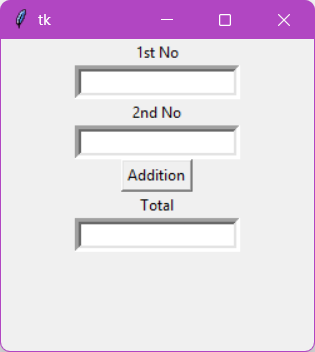 tk
1st No
2nd No
Addition
Total